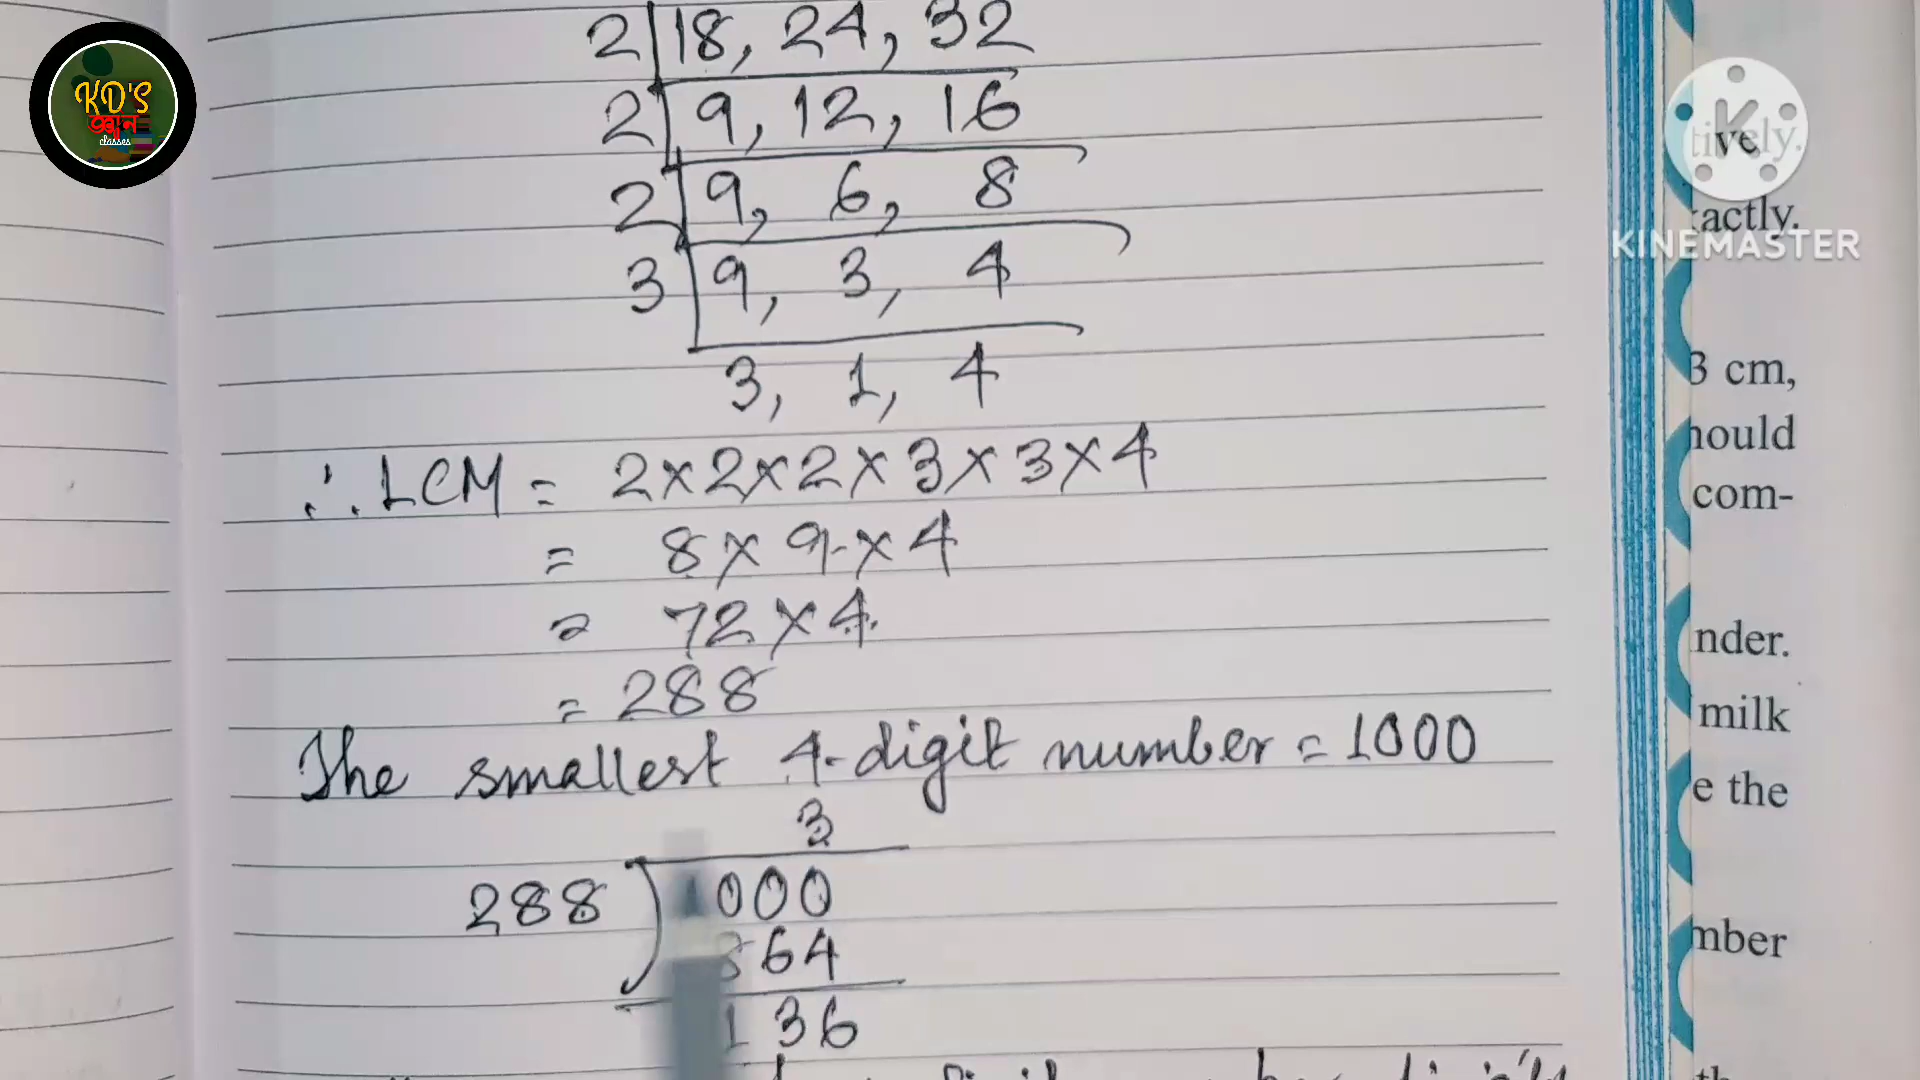 KD'S
জ্ঞান
classes
2 18, 24, 32
2 9, 12, 16
2 9, 6, 8
3 9, 3, 4
3, 1, 4
∴ LCM = 2×2×2×3×3×4
= 8×9×4
= 72×4
= 288
The smallest 4-digit number = 1000
3
288 ) 1000
864
136
tively.
ve
xactly.
KINEMASTER
3 cm,
hould
com-
nder.
milk
e the
mber